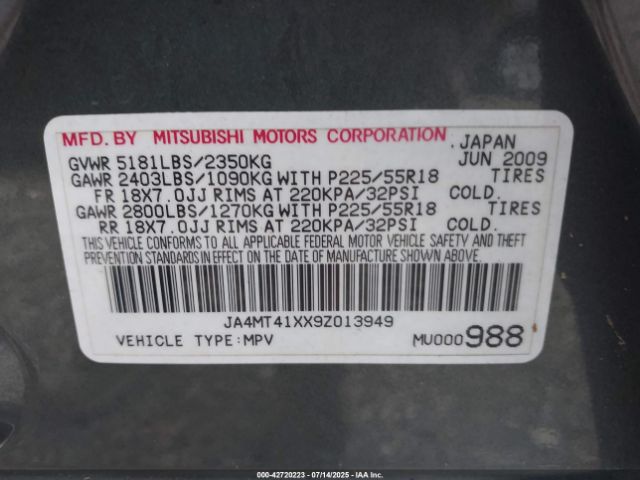 MFD. BY MITSUBISHI MOTORS CORPORATION, JAPAN
GVWR 5181LBS/2350KG JUN 2009
GAWR 2403LBS/1090KG WITH P225/55R18 TIRES
FR 18X7.0JJ RIMS AT 220KPA/32PSI COLD.
GAWR 2800LBS/1270KG WITH P225/55R18 TIRES
RR 18X7.0JJ RIMS AT 220KPA/32PSI COLD.
THIS VEHICLE CONFORMS TO ALL APPLICABLE FEDERAL MOTOR VEHICLE SAFETY AND THEFT
PREVENTION STANDARDS IN EFFECT ON THE DATE OF MANUFACTURE SHOWN ABOVE.
JA4MT41XX9Z013949
VEHICLE TYPE:MPV MU000988
000-42720223 - 07/14/2025 - IAAI, Inc.